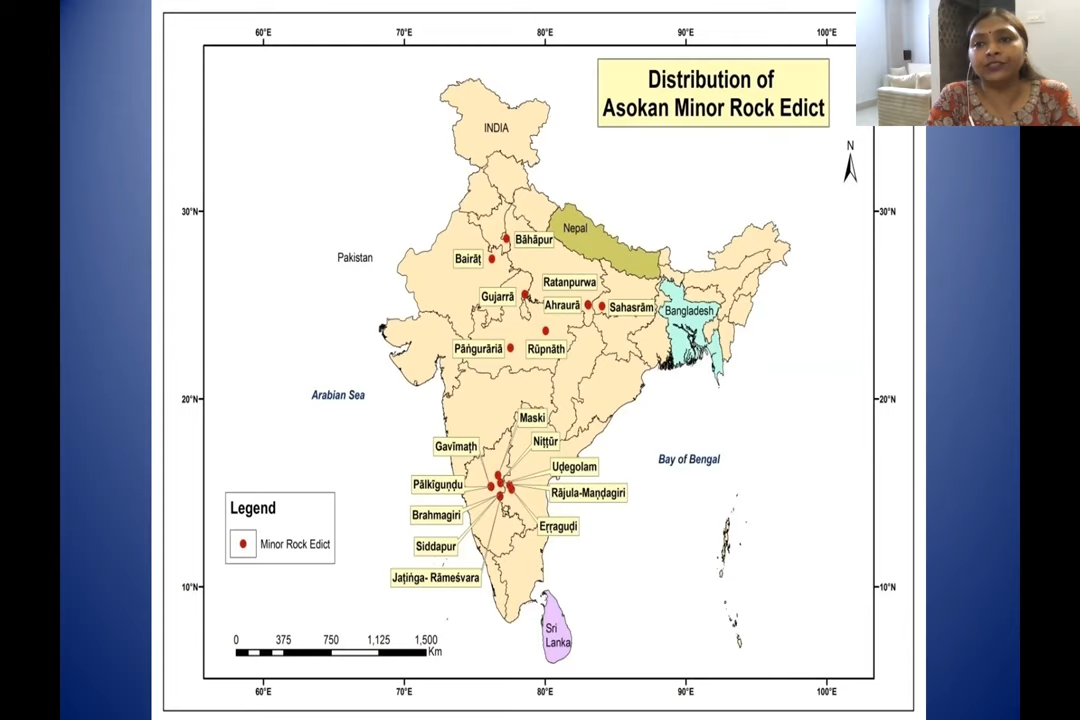 60°E 70°E 80°E 90°E 100°E
Distribution of
Asokan Minor Rock Edict
INDIA
N
30°N
30°N
Nepal
Bāhāpur
Pakistan
Bairāṭ
Ratanpurwa
Gujarrā
Ahraurā
Sahasrām
Bangladesh
Pāṅgurāriā
Rūpnāth
Arabian Sea
20°N
20°N
Maski
Gavīmaṭh
Niṭṭūr
Bay of Bengal
Uḍegolam
Pālkīguṇḍu
Rājula-Maṇḍagiri
Legend
Brahmagiri
Eṛṛaguḍi
Minor Rock Edict
Siddapur
Jaṭiṅga- Rāmeśvara
10°N
10°N
Sri
Lanka
0 375 750 1,125 1,500
Km
60°E 70°E 80°E 90°E 100°E